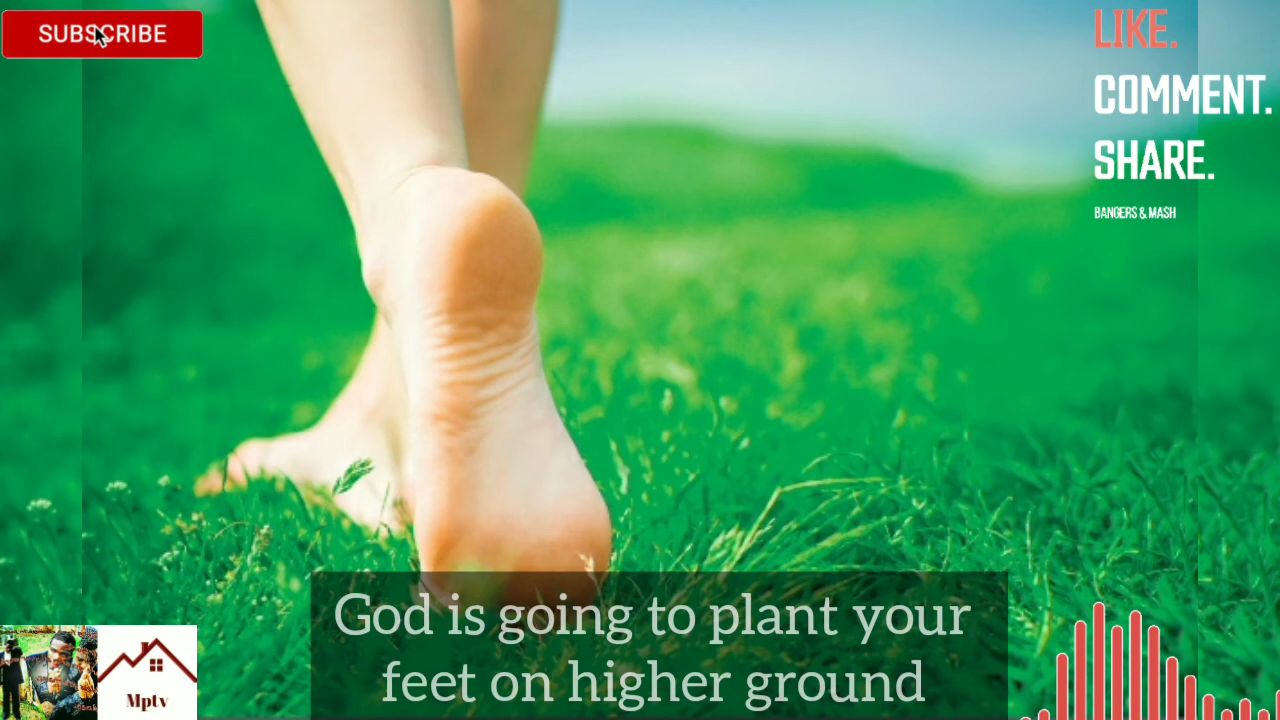 SUBSCRIBE
LIKE.
COMMENT.
SHARE.
BANGERS & MASH
God is going to plant your
feet on higher ground
Mptv